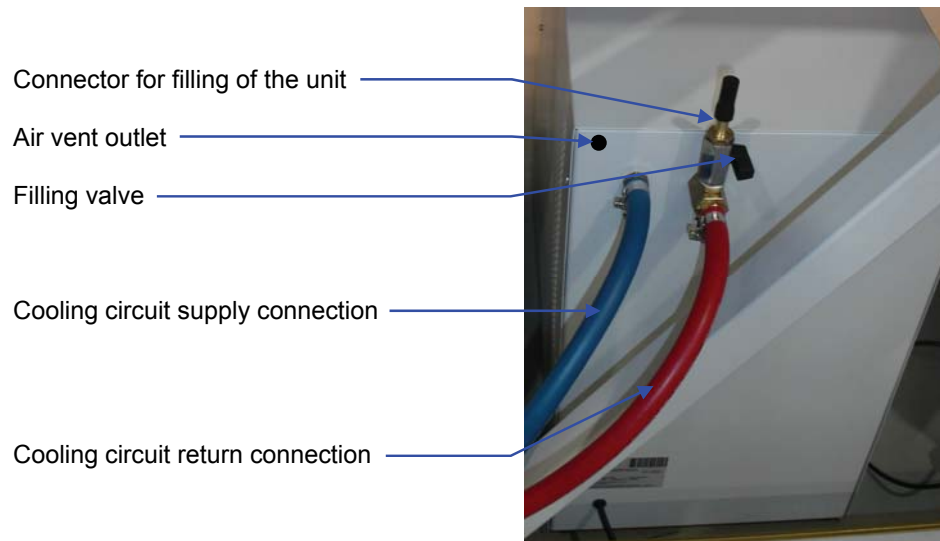 Connector for filling of the unit
Air vent outlet
Filling valve
Cooling circuit supply connection
Cooling circuit return connection